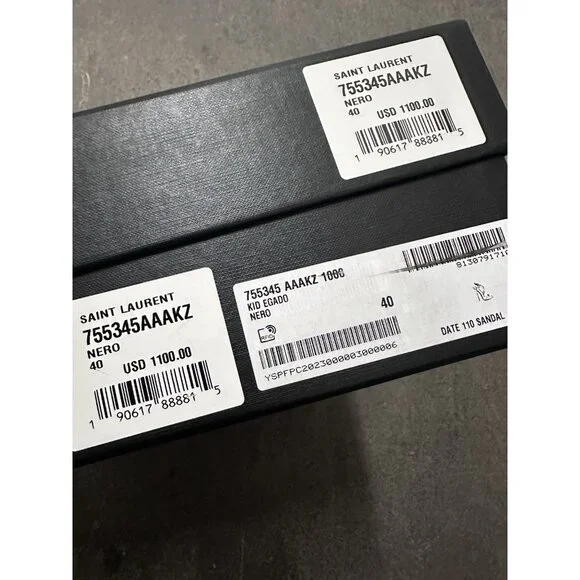 SAINT LAURENT
755345AAAKZ
NERO
40 USD 1100.00
1 90617 88881 5
SAINT LAURENT
755345AAAKZ
NERO
40 USD 1100.00
1 90617 88881 5
755345 AAAKZ 1000
KID EGADO
NERO
40
RFID
YSPFPC2023000003000006
DATE 110 SANDAL